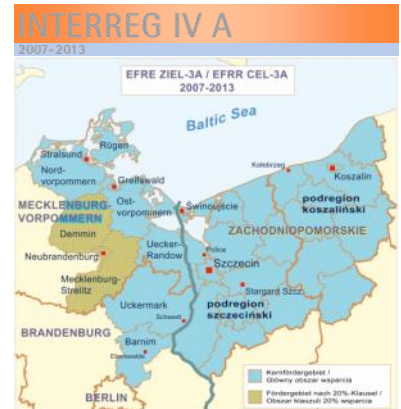 INTERREG IV A
2007-2013
EFRE ZIEL-3A / EFRR CEL-3A
2007-2013
Baltic Sea
Rügen
Stralsund
Nord-
vorpommern
Greifswald
Ost-
vorpommern
MECKLENBURG-
VORPOMMERN
Demmin
Neubrandenburg
Mecklenburg-
Strelitz
Uecker-
Randow
Uckermark
Schwedt
BRANDENBURG
Barnim
Eberswalde
BERLIN
Świnoujście
Kołobrzeg
Koszalin
podregion
koszaliński
ZACHODNIOPOMORSKIE
Police
Szczecin
Stargard Szcz.
podregion
szczeciński
Kernfördergebiet /
Główny obszar wsparcia
Fördergebiet nach 20%-Klausel /
Obszar klauzuli 20% wsparcia